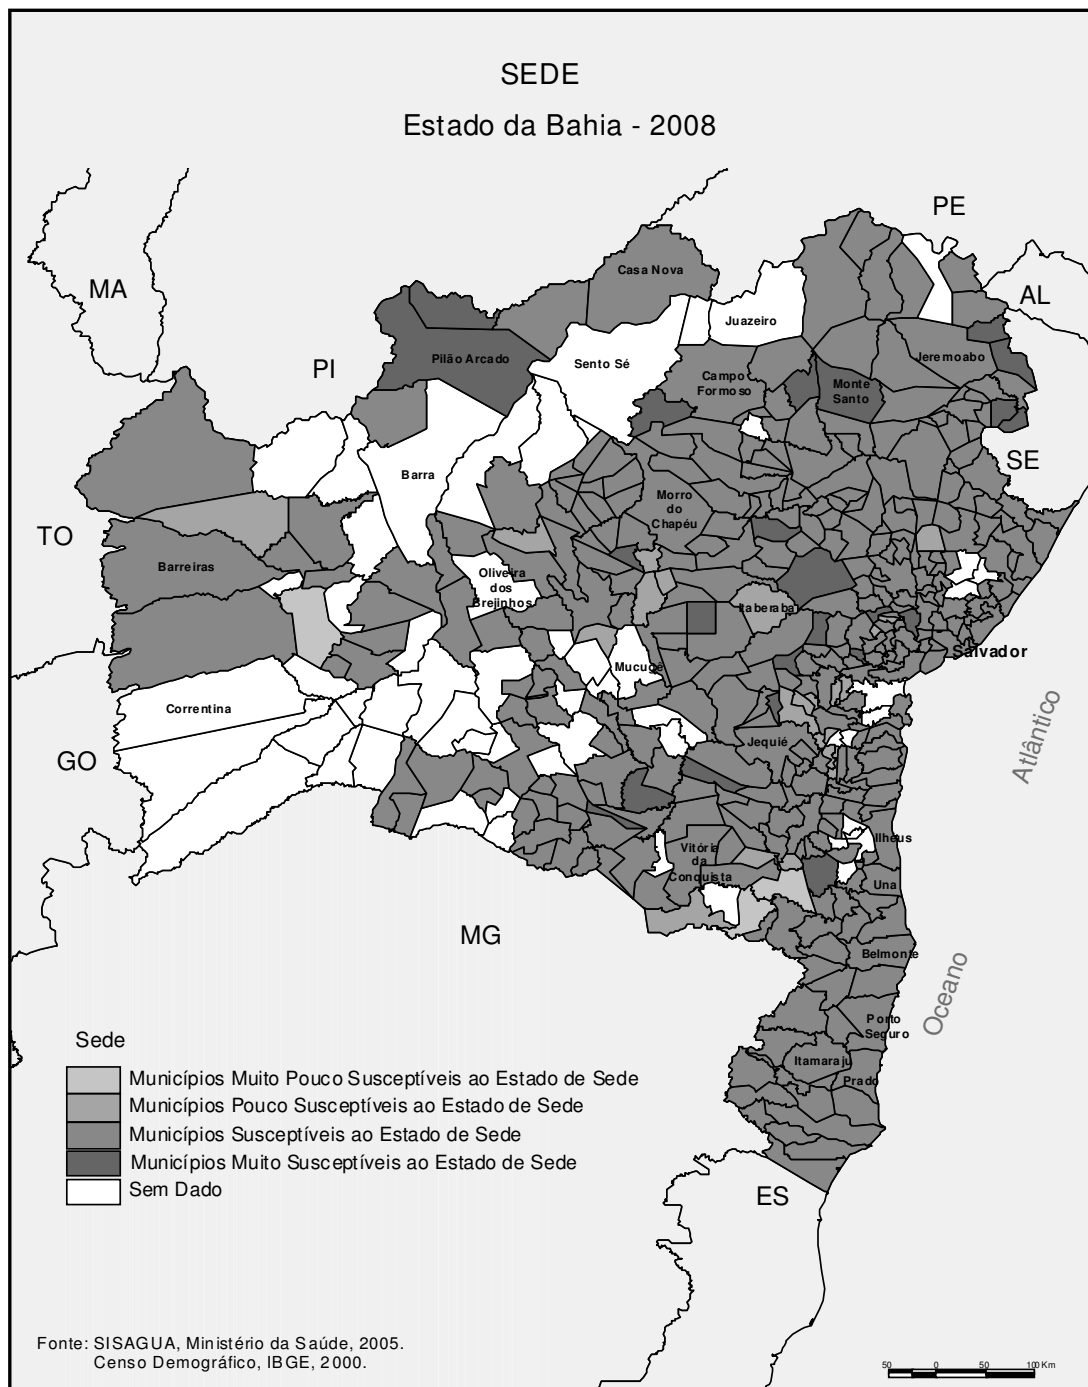 SEDE
Estado da Bahia - 2008
PE
MA
AL
PI
Casa Nova
Juazeiro
Pilão Arcado
Sento Sé
Jeremoabo
Campo
Formoso
Monte
Santo
SE
Barra
Morro
do
Chapéu
TO
Barreiras
Oliveira
dos
Brejinhos
Itaberaba
Salvador
Mucugê
Correntina
Jequié
GO
Atlântico
Ilheus
Vitória
da
Conquista
Una
MG
Belmonte
Oceano
Porto
Seguro
Itamaraju
Prado
Sede
Municípios Muito Pouco Susceptíveis ao Estado de Sede
Municípios Pouco Susceptíveis ao Estado de Sede
Municípios Susceptíveis ao Estado de Sede
Municípios Muito Susceptíveis ao Estado de Sede
Sem Dado
ES
Fonte: SISAGUA, Ministério da Saúde, 2005.
Censo Demográfico, IBGE, 2000.
50 0 50 100 Km